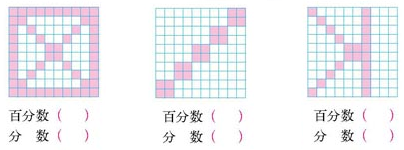 百分数（　） 百分数（　） 百分数（　）
分　数（　） 分　数（　） 分　数（　）